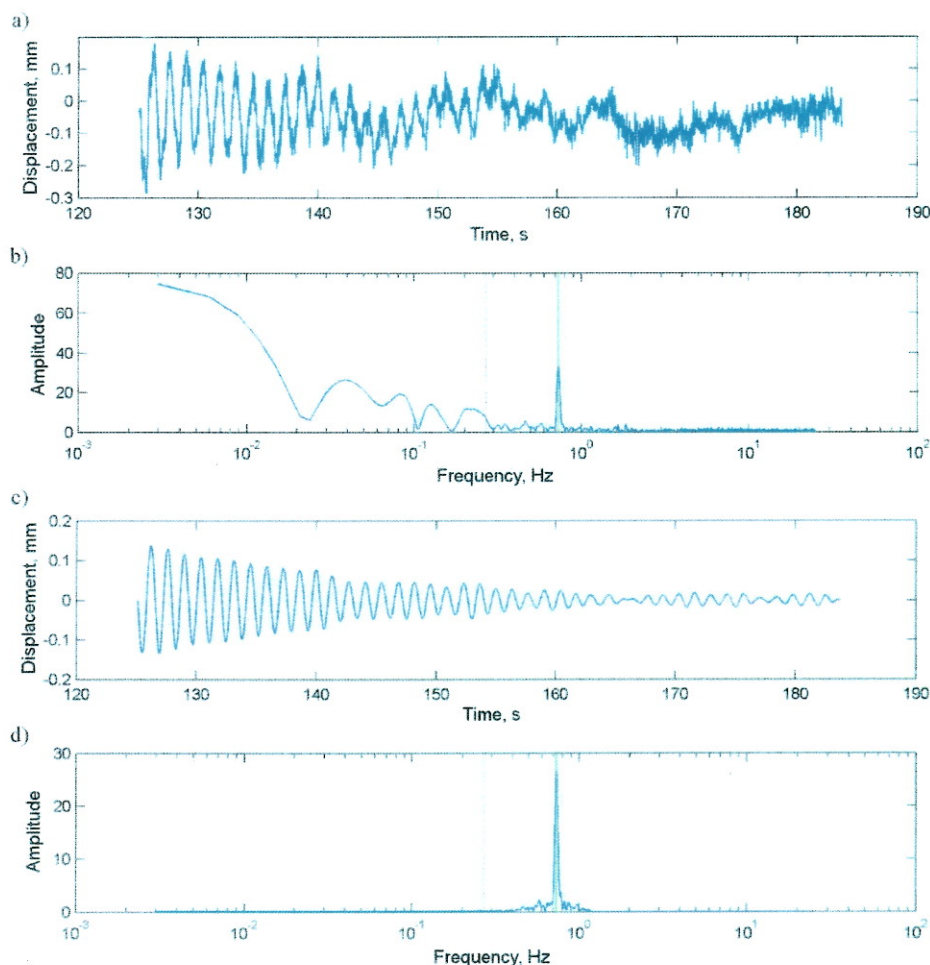 a)
Displacement, mm
0.1
0
-0.1
-0.2
-0.3
120 130 140 150 160 170 180 190
Time, s
b)
Amplitude
80
60
40
20
0
10-3 10-2 10-1 100 101 102
Frequency, Hz
c)
Displacement, mm
0.2
0.1
0
-0.1
-0.2
120 130 140 150 160 170 180 190
Time, s
d)
Amplitude
30
20
10
0
10-3 10-2 10-1 100 101 102
Frequency, Hz